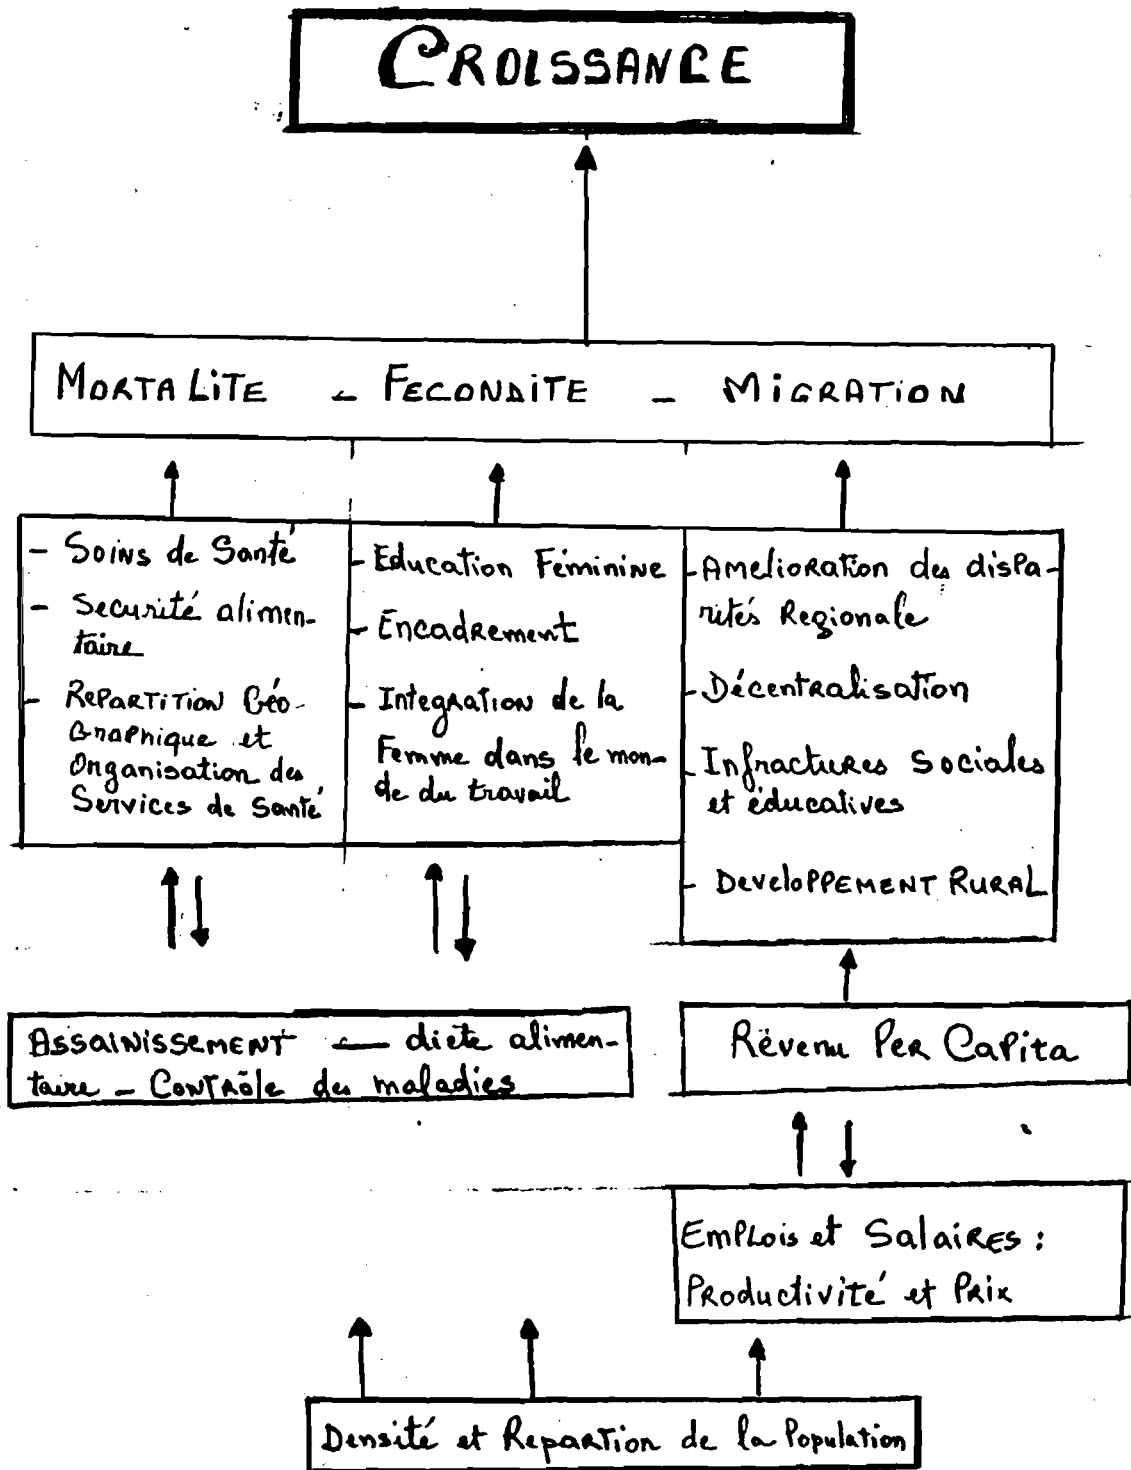 CROISSANCE
MORTALITE - FECONDITE - MIGRATION
- Soins de Santé
- Securité alimen-
taire
- REPARTITION Géo-
Graphique et
Organisation des
Services de Santé
- Education Féminine
- Encadrement
- Integration de la
Femme dans le mon-
de du travail
- Amelioration des dispa-
rités Regionale
- Décentralisation
- Infractures Sociales
et éducatives
- DEVELOPPEMENT RURAL
ASSAINISSEMENT - diete alimen-
taire - CONTRÔLE des maladies
Révenu Per Capita
Emplois et Salaires :
Productivité et Prix
Densité et Repartion de la Population